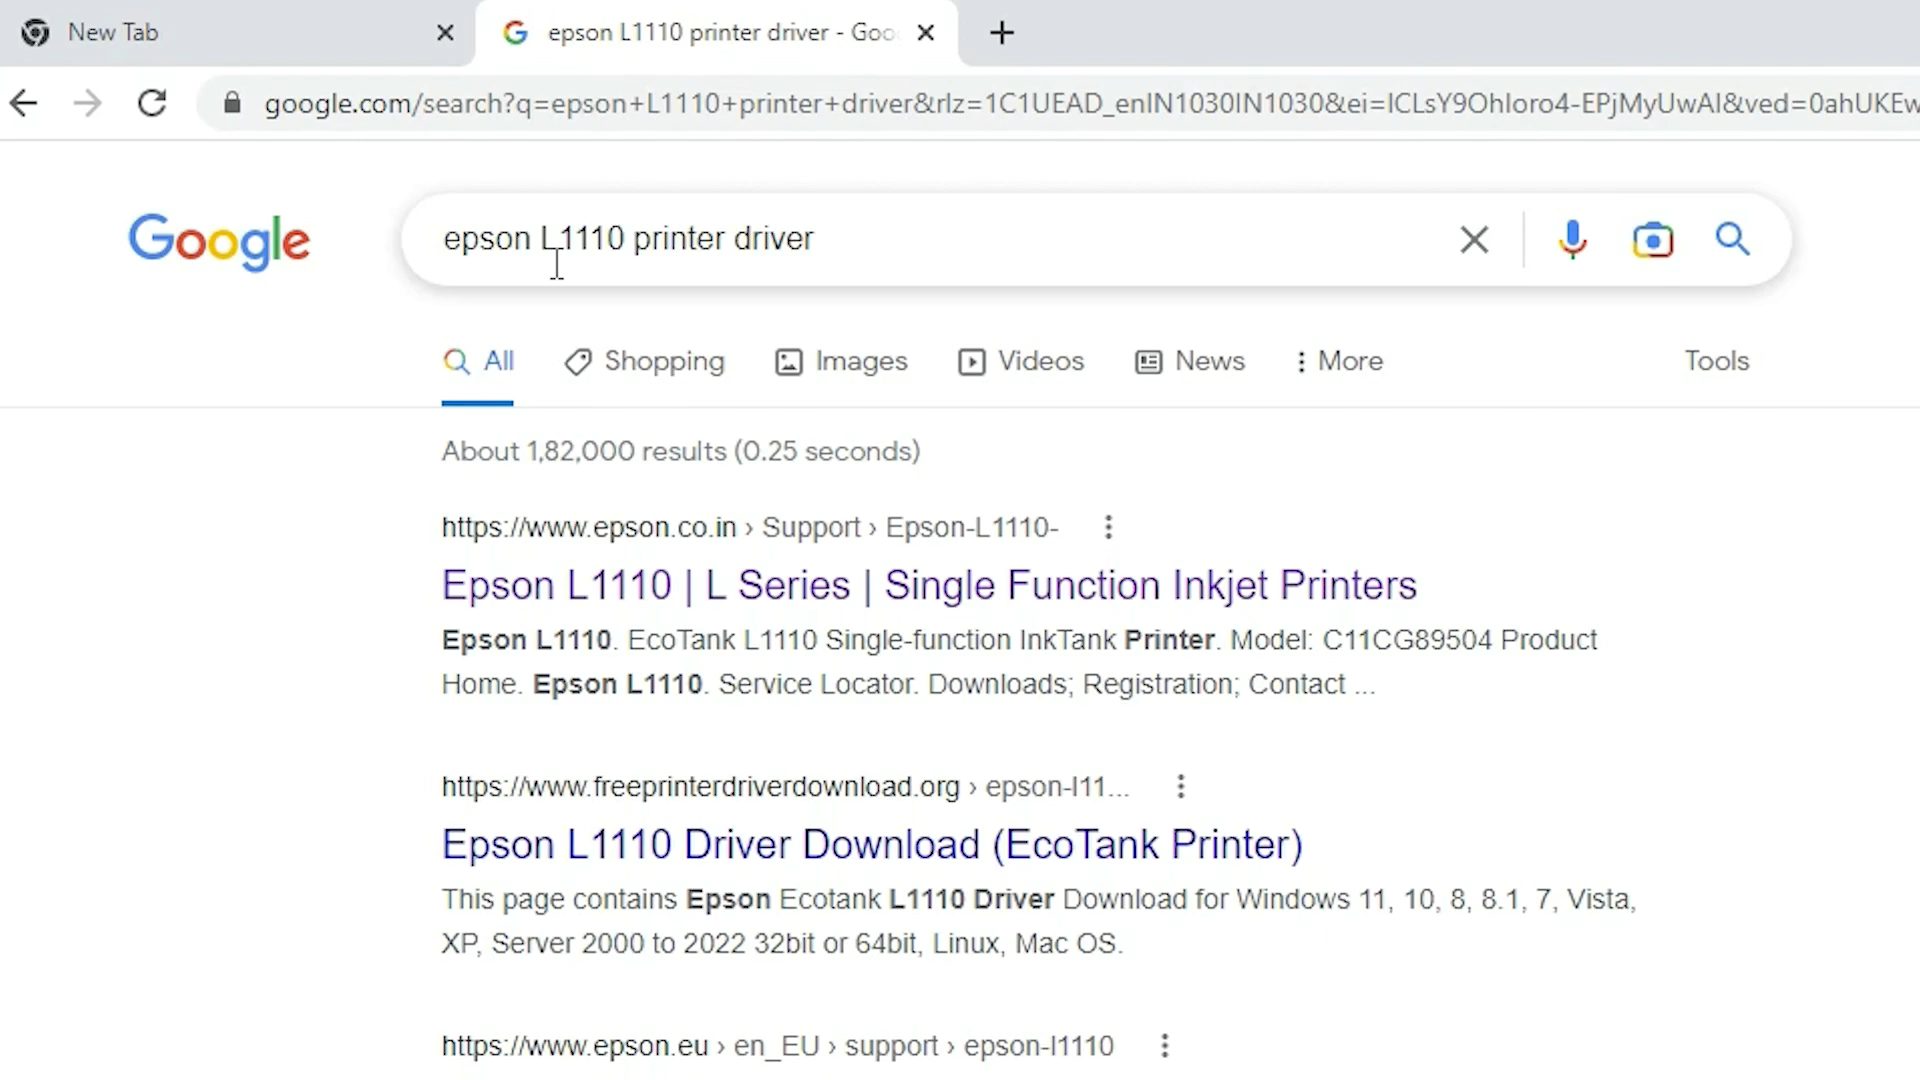 New Tab
epson L1110 printer driver - Goo
google.com/search?q=epson+L1110+printer+driver&rlz=1C1UEAD_enIN1030IN1030&ei=ICLsY9OhIoro4-EPjMyUwAI&ved=0ahUKEw
Google
epson L1110 printer driver
All Shopping Images Videos News More Tools
About 1,82,000 results (0.25 seconds)
https://www.epson.co.in › Support › Epson-L1110-
Epson L1110 | L Series | Single Function Inkjet Printers
Epson L1110. EcoTank L1110 Single-function InkTank Printer. Model: C11CG89504 Product
Home. Epson L1110. Service Locator. Downloads; Registration; Contact ...
https://www.freeprinterdriverdownload.org › epson-l11...
Epson L1110 Driver Download (EcoTank Printer)
This page contains Epson Ecotank L1110 Driver Download for Windows 11, 10, 8, 8.1, 7, Vista,
XP, Server 2000 to 2022 32bit or 64bit, Linux, Mac OS.
https://www.epson.eu › en_EU › support › epson-l1110